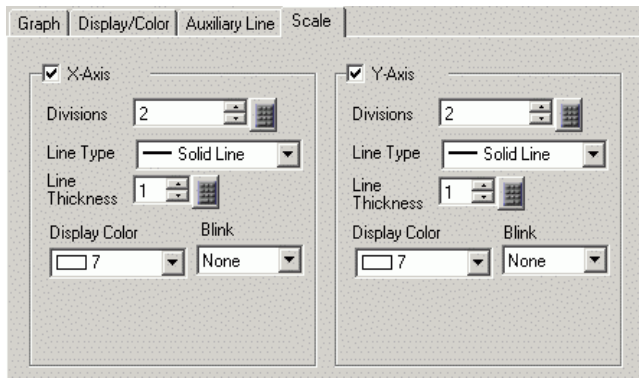 Graph Display/Color Auxiliary Line Scale
X-Axis
Divisions 2
Line Type Solid Line
Line
Thickness 1
Display Color Blink
7 None
Y-Axis
Divisions 2
Line Type Solid Line
Line
Thickness 1
Display Color Blink
7 None